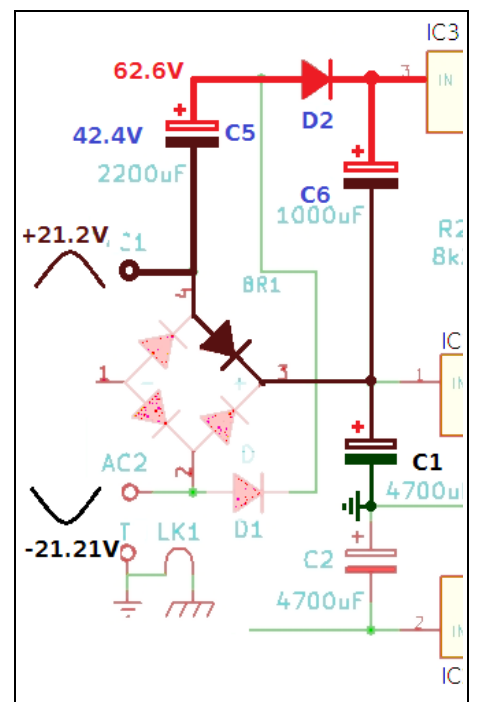 IC3
62.6V
3
IN
D2
+
42.4V
C5
+
2200uF
C6
1000uF
+21.2V
C1
R2
8k
4
BR1
IC
1
3
1
IN
-
+
+
D
C1
AC2
2
4700u
D1
-21.21V
T
LK1
+
C2
4700uF
2
IN
IC